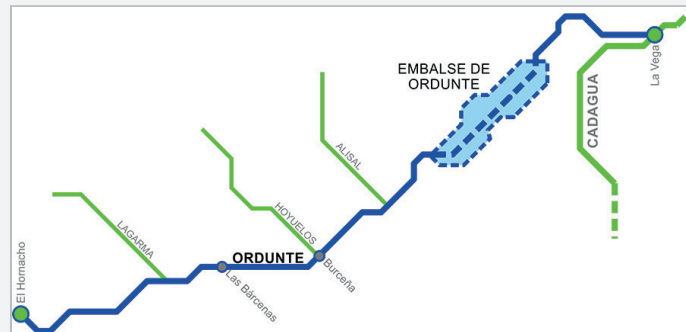 EMBALSE DE
ORDUNTE
La Vega
CADAGUA
ALISAL
HOYUELOS
LAGARMA
ORDUNTE
Burceña
Las Bárcenas
El Hornacho